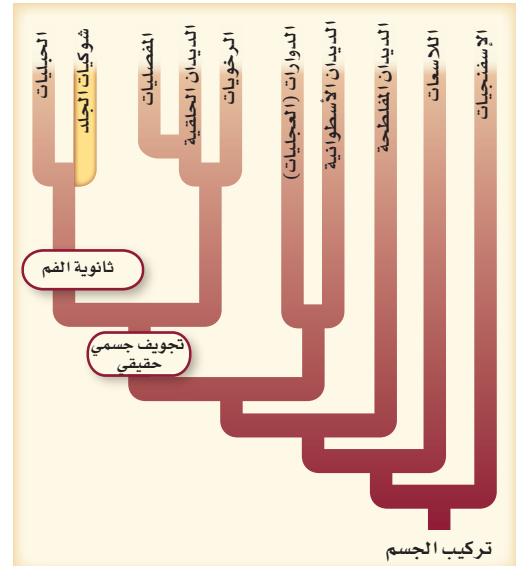 الإسفنجيات
اللاسعات
الديدان المفلطحة
الديدان الأسطوانية
الدوارات (العجليات)
الرخويات
الديدان الحلقية
المفصليات
شوكيات الجلد
الحبليات
ثانوية الفم
تجويف جسمي
حقيقي
تركيب الجسم